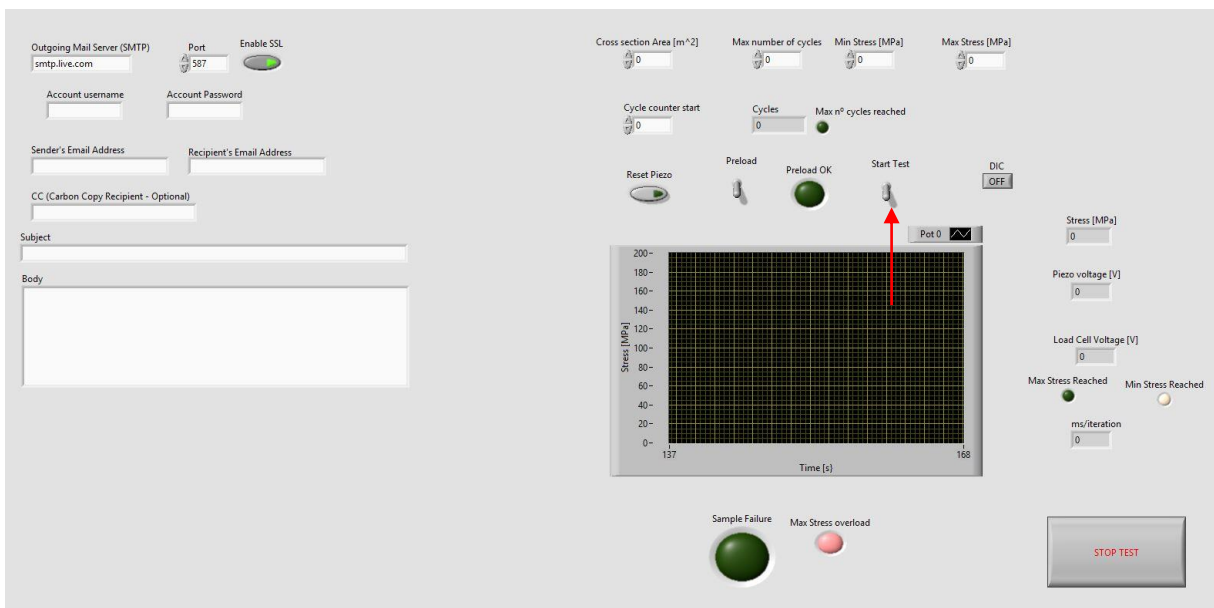 Outgoing Mail Server (SMTP)
Port
Enable SSL
smtp.live.com
587
Account username
Account Password
Sender's Email Address
Recipient's Email Address
CC (Carbon Copy Recipient - Optional)
Subject
Body
Cross section Area [m^2]
Max number of cycles
Min Stress [MPa]
Max Stress [MPa]
0
0
0
0
Cycle counter start
Cycles
Max nº cycles reached
0
0
Reset Piezo
Preload
Preload OK
Start Test
DIC
OFF
Pot 0
Stress [MPa]
200
180
160
140
120
100
80
60
40
20
0
137
168
Time [s]
Stress [MPa]
0
Piezo voltage [V]
0
Load Cell Voltage [V]
0
Max Stress Reached
Min Stress Reached
ms/iteration
0
Sample Failure
Max Stress overload
STOP TEST